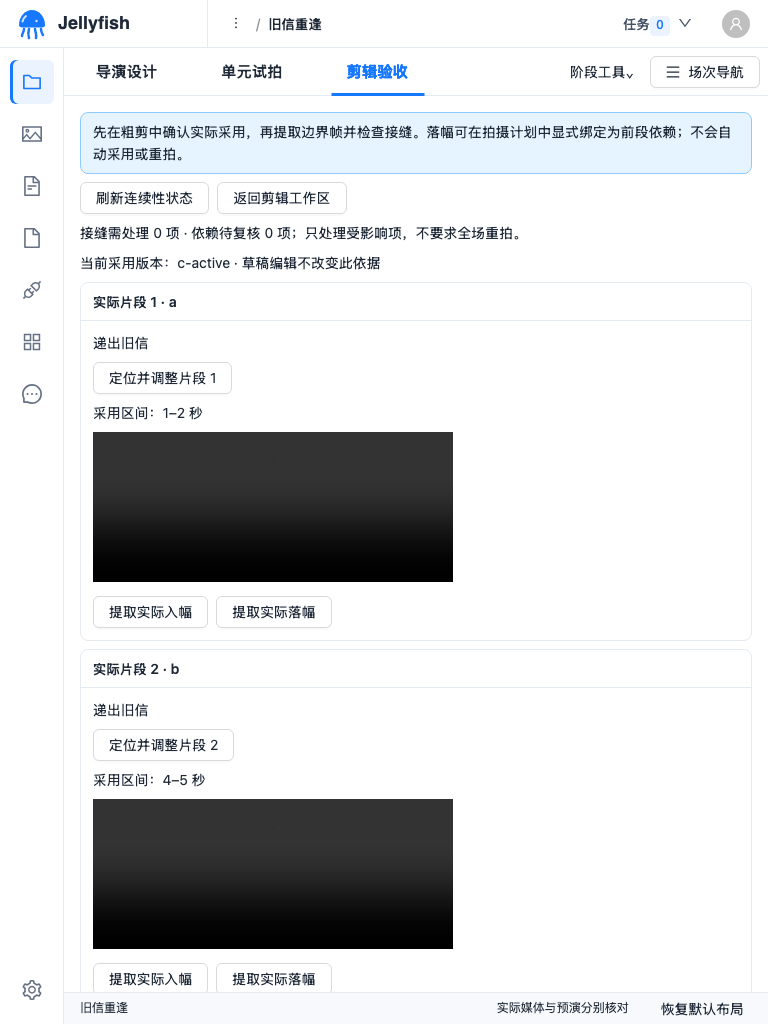 Jellyfish
/ 旧信重逢
任务 0
导演设计
单元试拍
剪辑验收
阶段工具
场次导航
先在粗剪中确认实际采用，再提取边界帧并检查接缝。落幅可在拍摄计划中显式绑定为前段依赖；不会自
动采用或重拍。
刷新连续性状态
返回剪辑工作区
接缝需处理 0 项 · 依赖待复核 0 项；只处理受影响项，不要求全场重拍。
当前采用版本：c-active · 草稿编辑不改变此依据
实际片段 1 · a
递出旧信
定位并调整片段 1
采用区间：1–2 秒
提取实际入幅
提取实际落幅
实际片段 2 · b
递出旧信
定位并调整片段 2
采用区间：4–5 秒
提取实际入幅
提取实际落幅
旧信重逢
实际媒体与预演分别核对
恢复默认布局